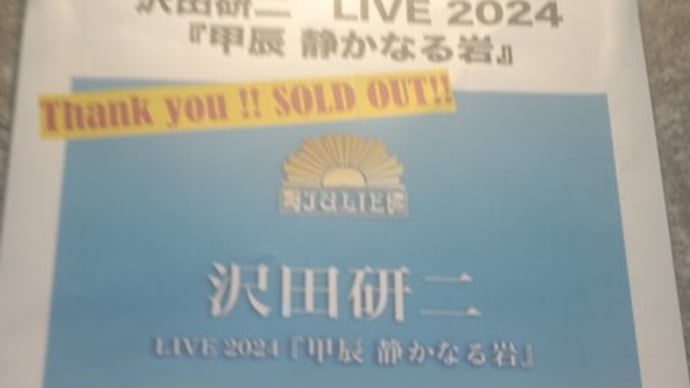 沢田研二 LIVE 2024
『甲辰 静かなる岩』
Thank you !! SOLD OUT!!
JULIE
沢田研二
LIVE 2024『甲辰 静かなる岩』